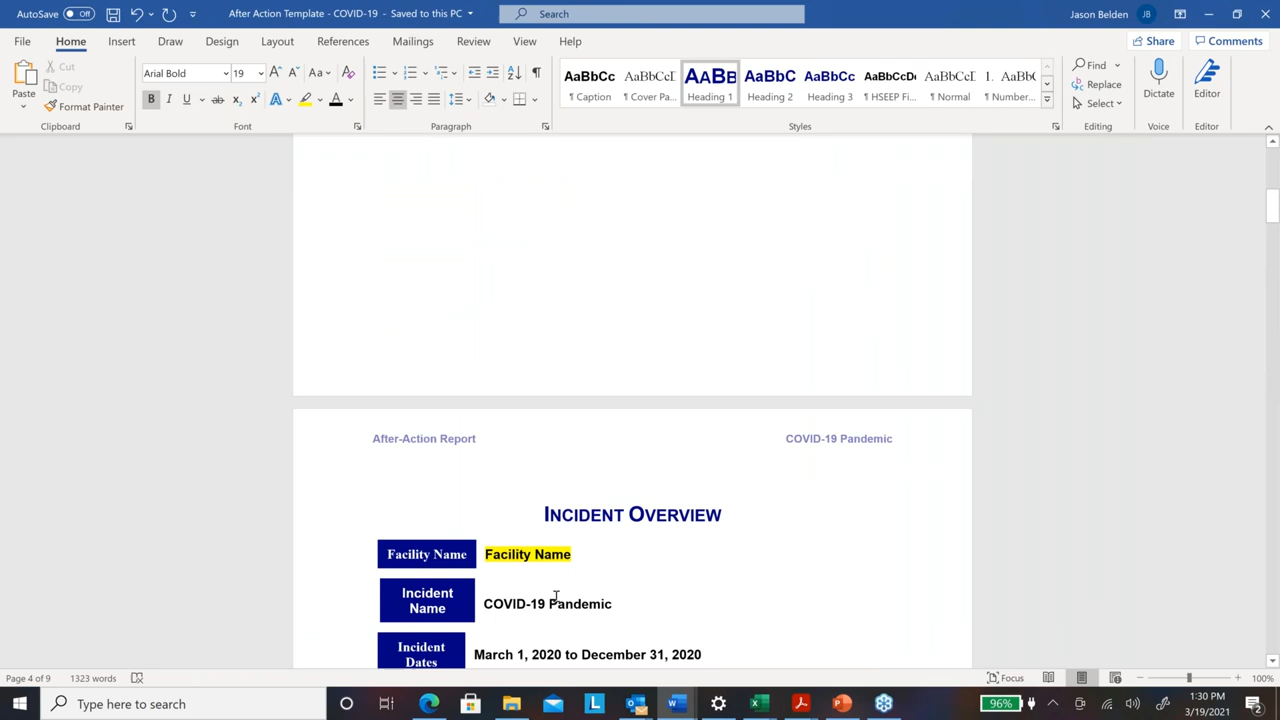 AutoSave Off After Action Template - COVID-19 - Saved to this PC Search Jason Belden JB
File Home Insert Draw Design Layout References Mailings Review View Help Share Comments
Paste Cut Copy Format Painter
Arial Bold 19
AaBbCc AaBbCcI AABB AaBbC AaBbCc AaBbCcDc AaBbCcI 1. AaBb(
¶ Caption ¶ Cover Pa... Heading 1 Heading 2 Heading 3 ¶ HSEEP Fi... ¶ Normal ¶ Number...
Find Replace Select
Dictate Editor
Clipboard Font Paragraph Styles Editing Voice Editor
After-Action Report COVID-19 Pandemic
INCIDENT OVERVIEW
Facility Name Facility Name
Incident Name COVID-19 Pandemic
Incident Dates March 1, 2020 to December 31, 2020
Page 4 of 9 1323 words Focus 100%
Type here to search 96% 1:30 PM
3/19/2021 2